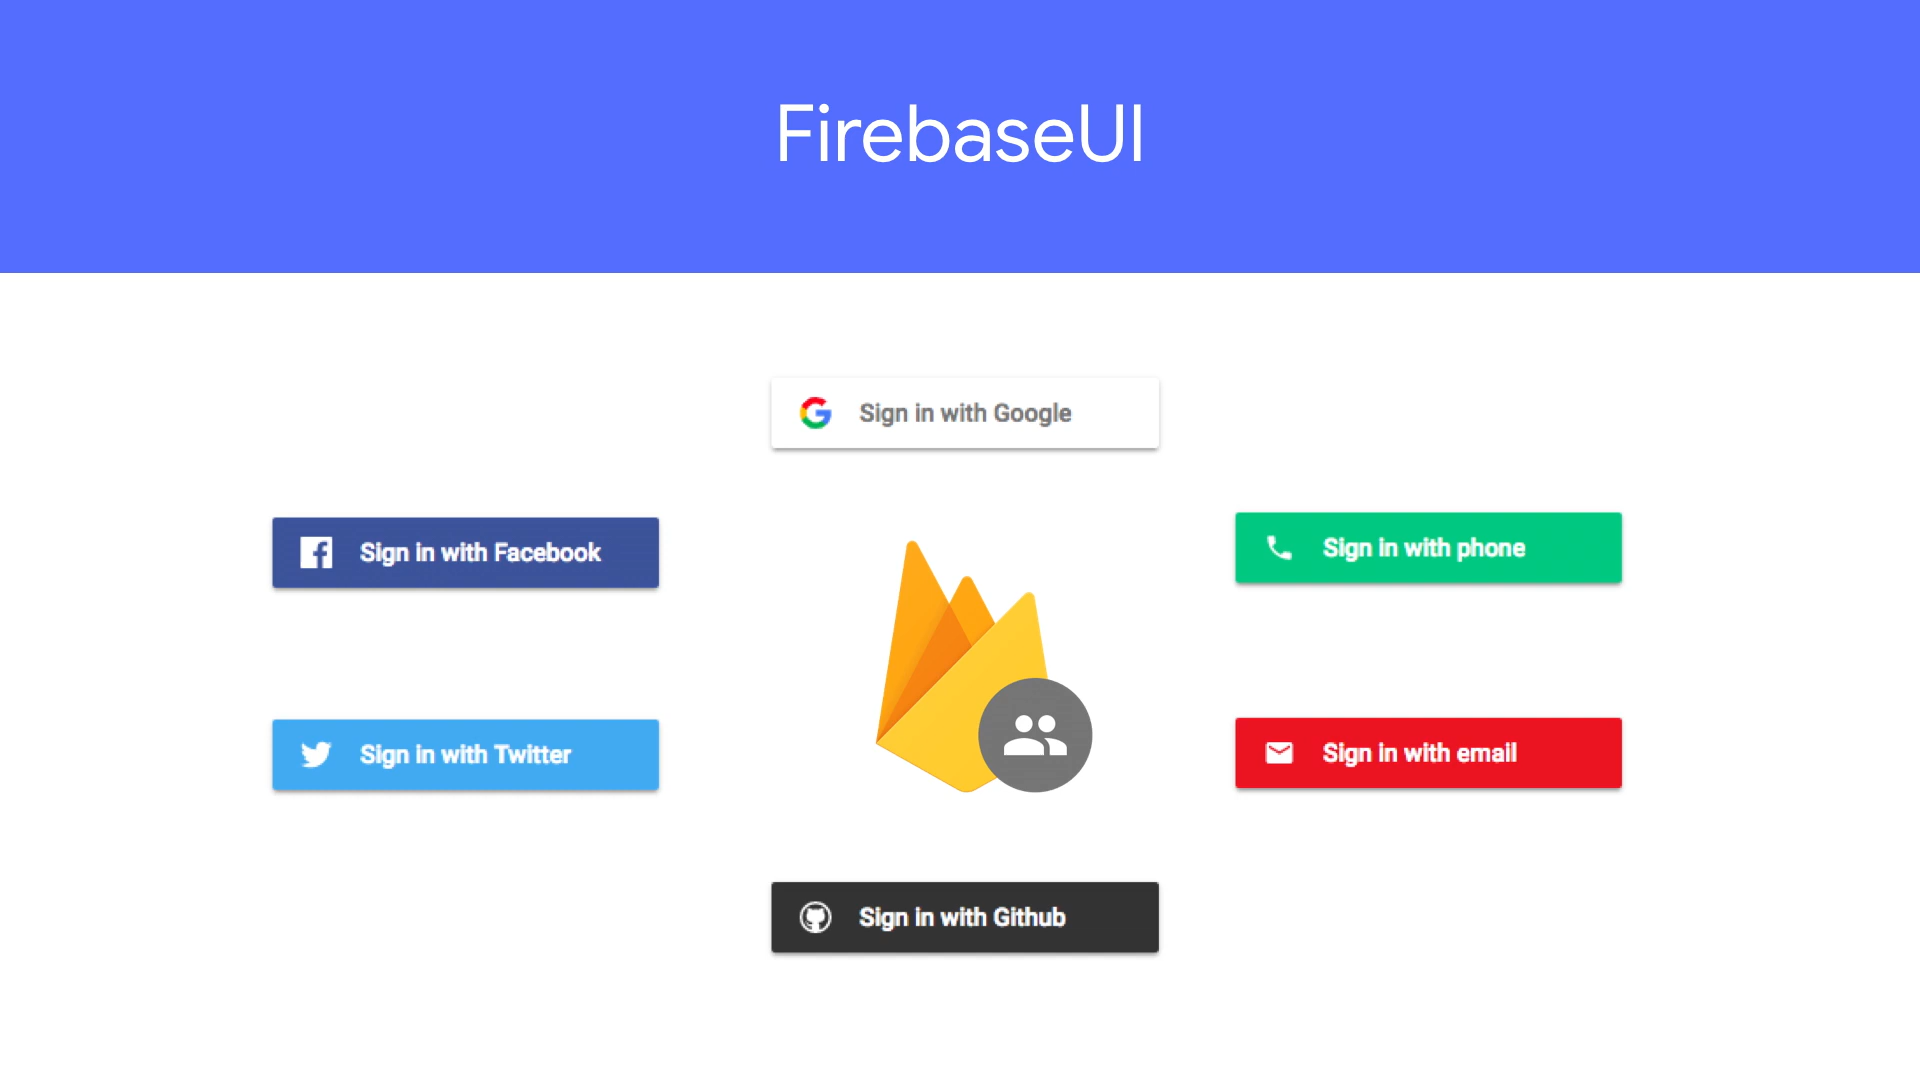 FirebaseUI
Sign in with Google
Sign in with Facebook
Sign in with phone
Sign in with Twitter
Sign in with email
Sign in with Github